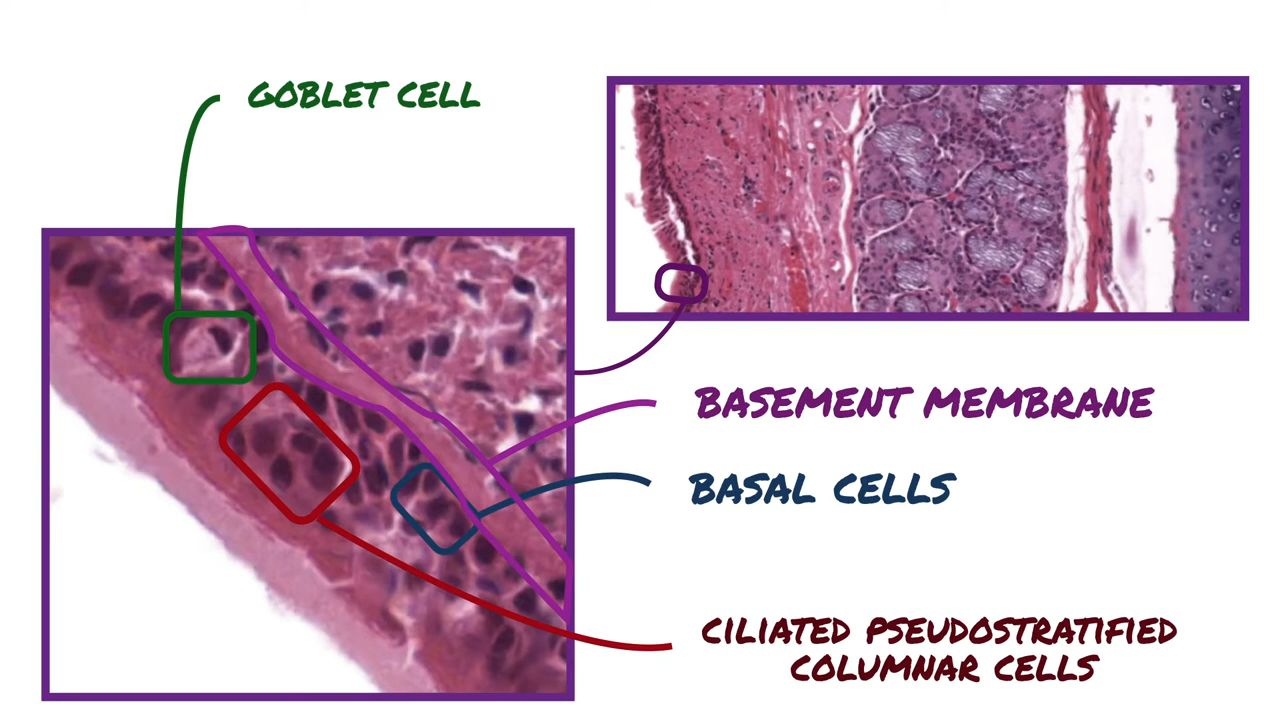 GOBLET CELL
BASEMENT MEMBRANE
BASAL CELLS
CILIATED PSEUDOSTRATIFIED
COLUMNAR CELLS